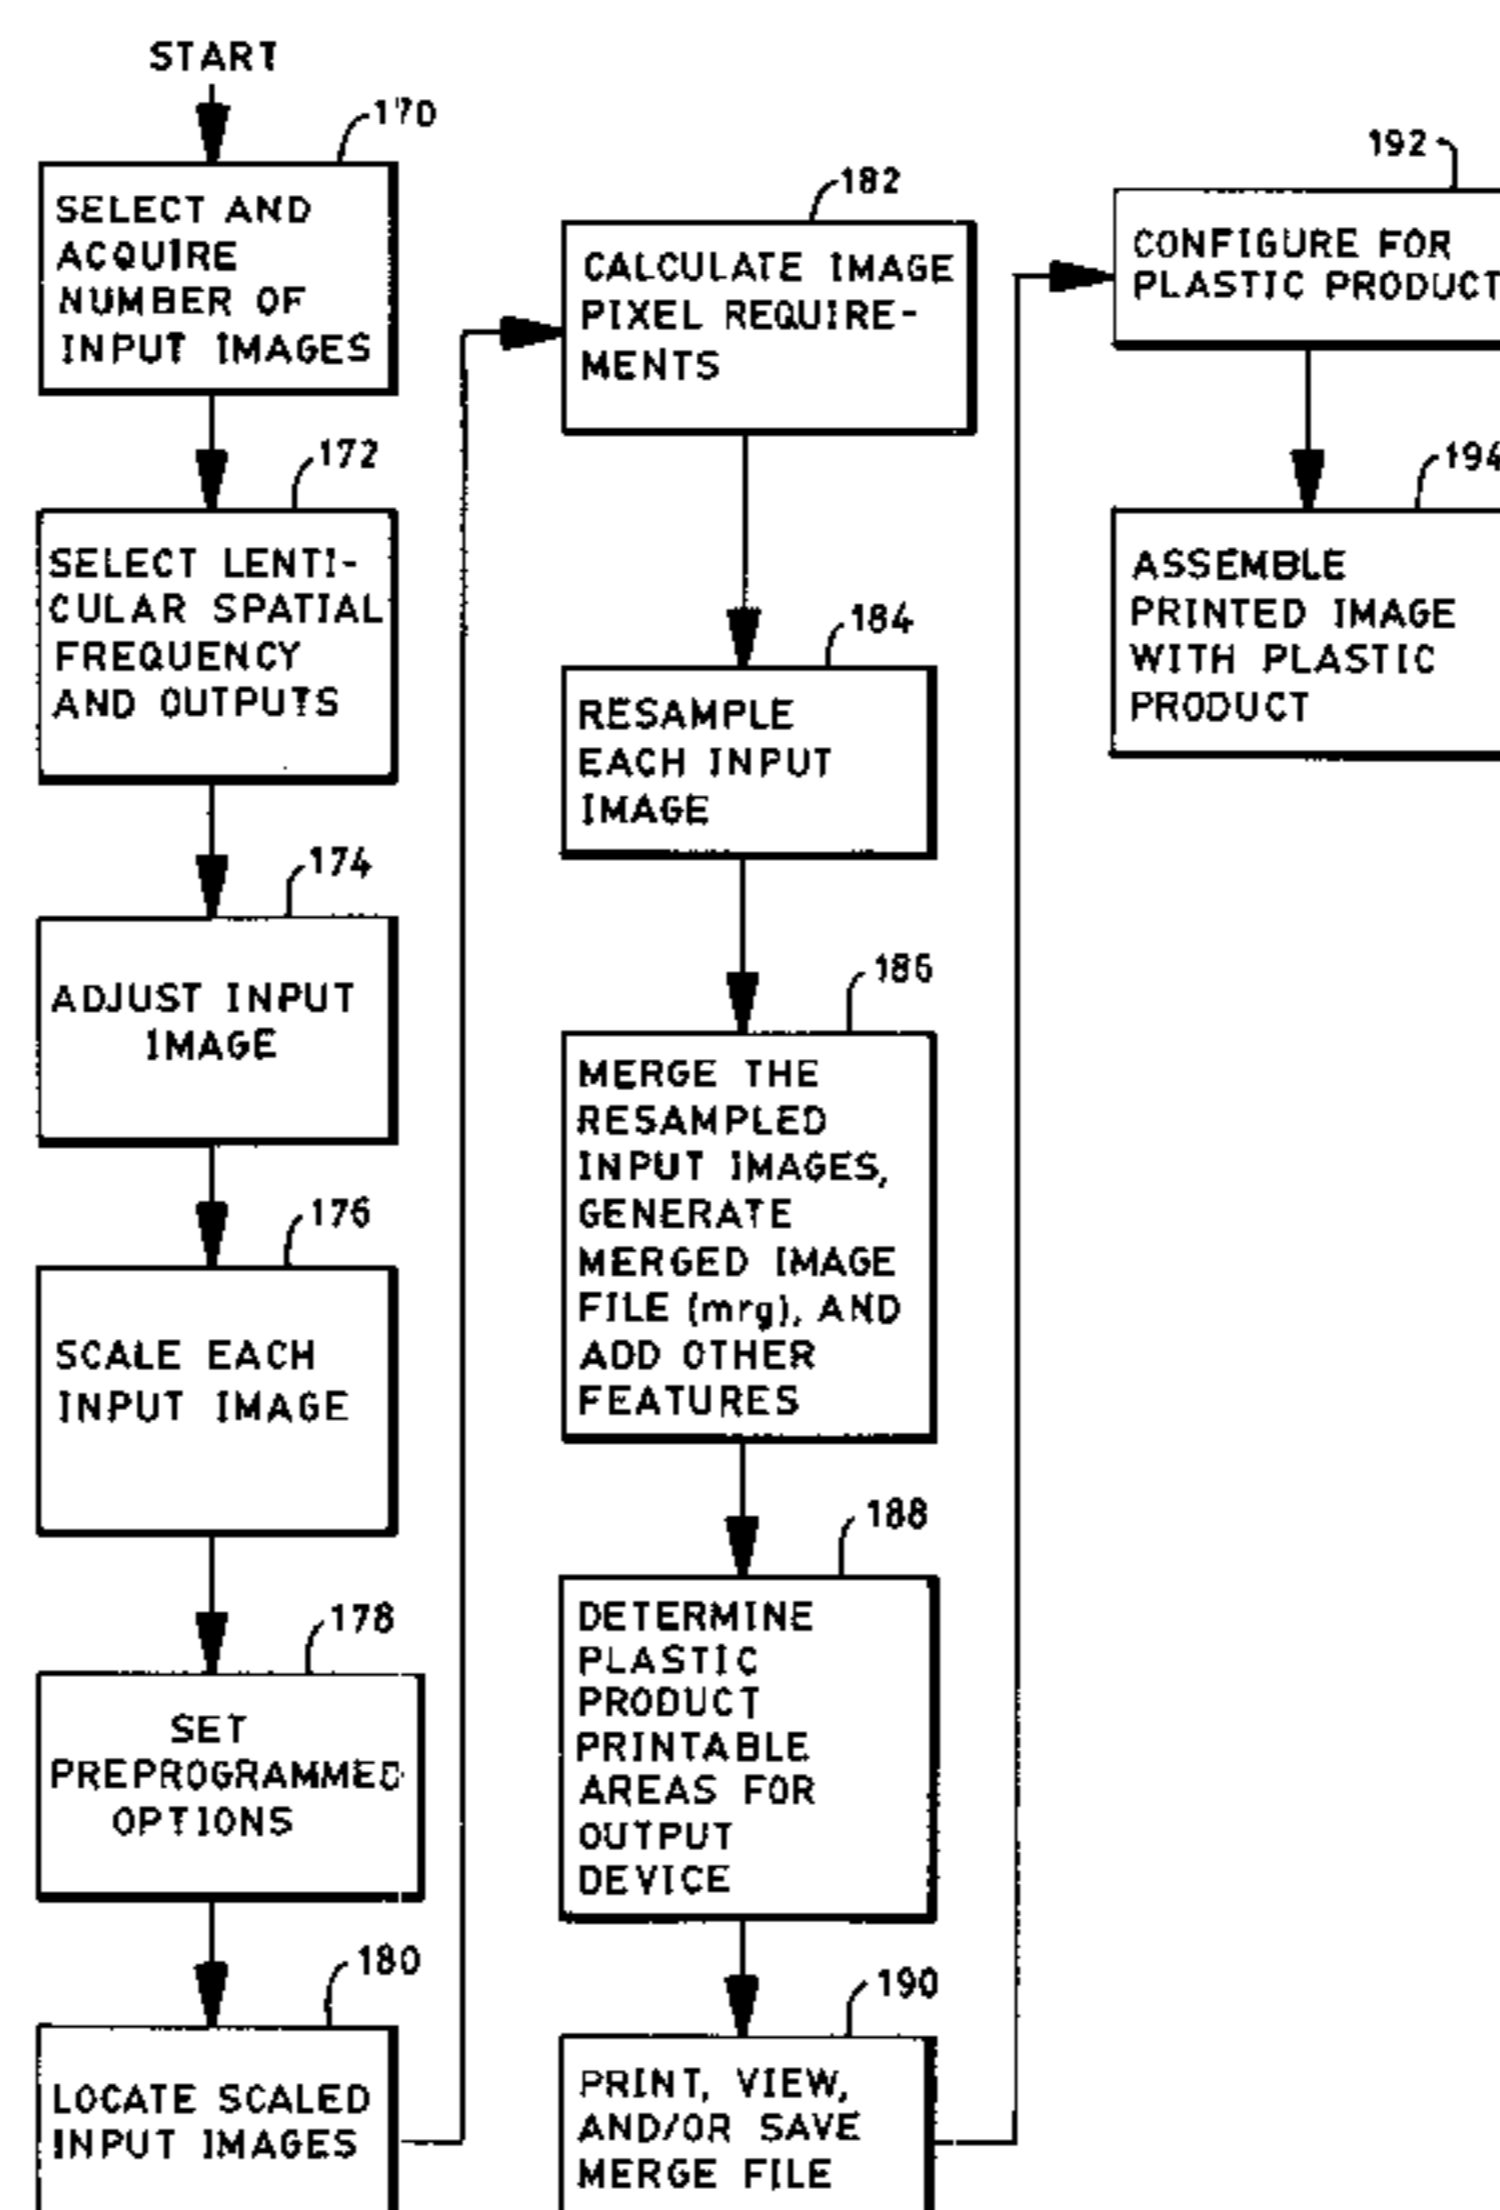 START
170
SELECT AND
ACQUIRE
NUMBER OF
INPUT IMAGES
172
SELECT LENTI-
CULAR SPATIAL
FREQUENCY
AND OUTPUTS
174
ADJUST INPUT
IMAGE
176
SCALE EACH
INPUT IMAGE
178
SET
PREPROGRAMMED
OPTIONS
180
LOCATE SCALED
INPUT IMAGES
182
CALCULATE IMAGE
PIXEL REQUIRE-
MENTS
184
RESAMPLE
EACH INPUT
IMAGE
186
MERGE THE
RESAMPLED
INPUT IMAGES,
GENERATE
MERGED IMAGE
FILE (mrg), AND
ADD OTHER
FEATURES
188
DETERMINE
PLASTIC
PRODUCT
PRINTABLE
AREAS FOR
OUTPUT
DEVICE
190
PRINT, VIEW,
AND/OR SAVE
MERGE FILE
192
CONFIGURE FOR
PLASTIC PRODUCT
194
ASSEMBLE
PRINTED IMAGE
WITH PLASTIC
PRODUCT